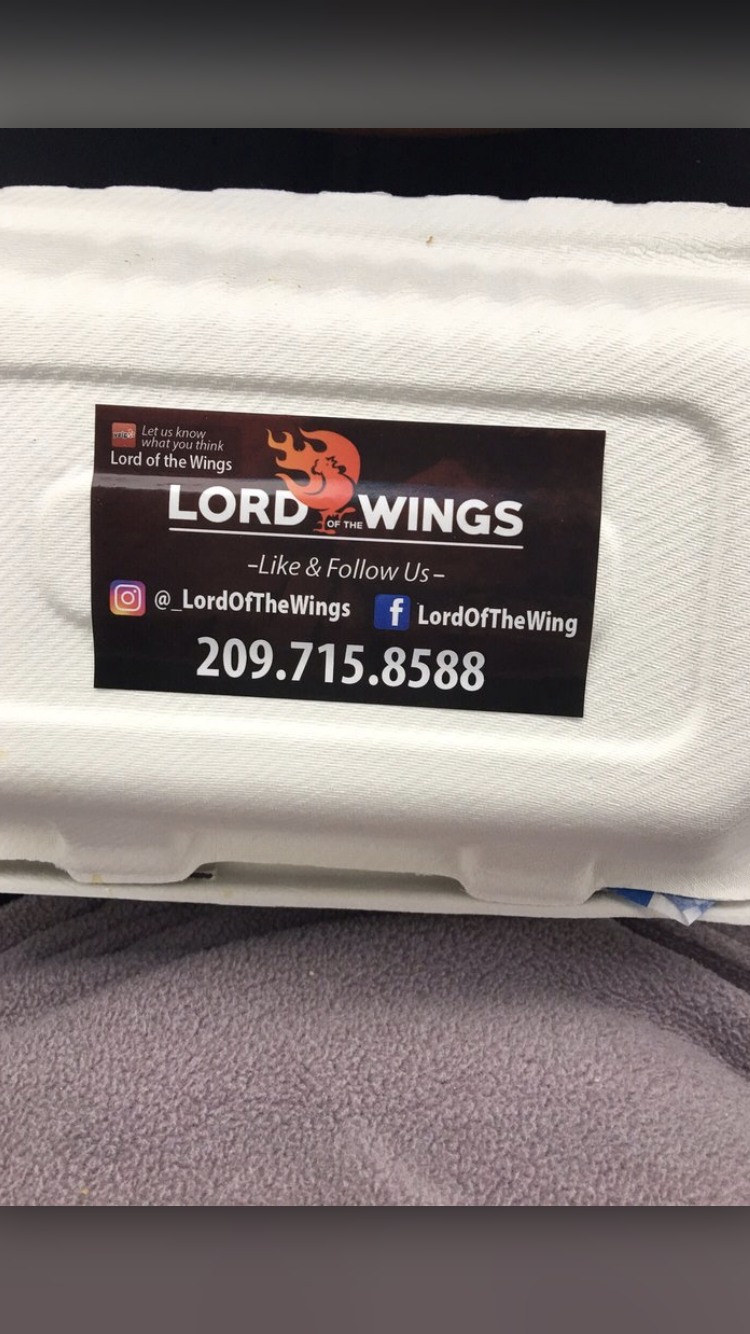 yelp
Let us know
what you think
Lord of the Wings
LORD OF THE WINGS
-Like & Follow Us-
@_LordOfTheWings
LordOfTheWing
209.715.8588